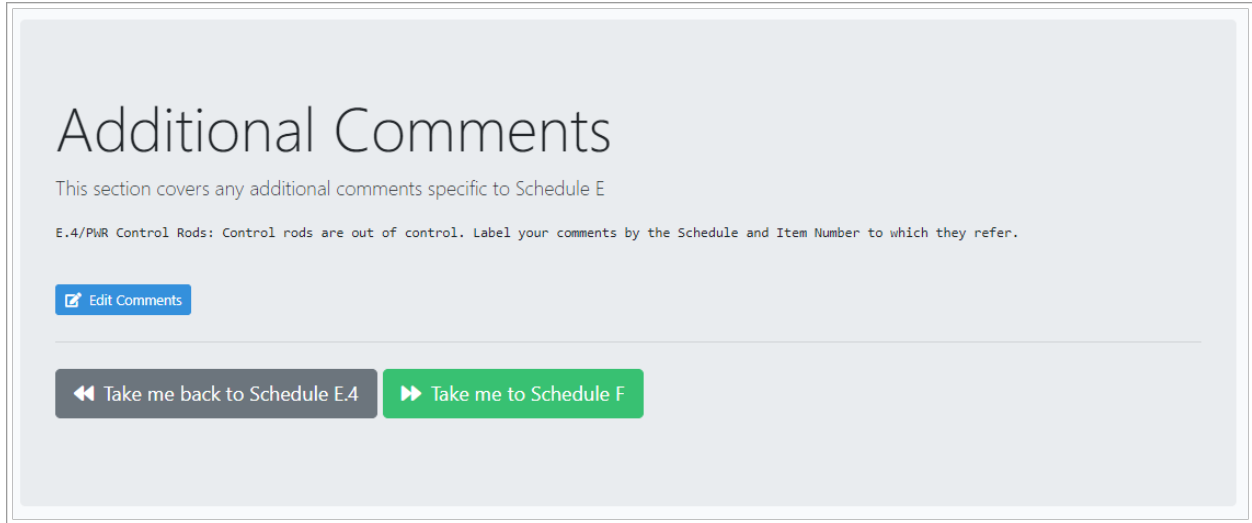 Additional Comments
This section covers any additional comments specific to Schedule E
E.4/PWR Control Rods: Control rods are out of control. Label your comments by the Schedule and Item Number to which they refer.
Edit Comments
Take me back to Schedule E.4
Take me to Schedule F